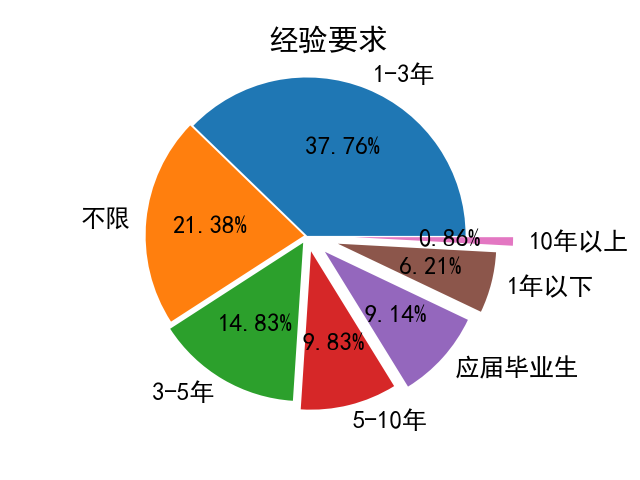 经验要求
1-3年
37.76%
不限
21.38%
0.86%
10年以上
6.21%
1年以下
14.83%
9.14%
9.83%
应届毕业生
3-5年
5-10年